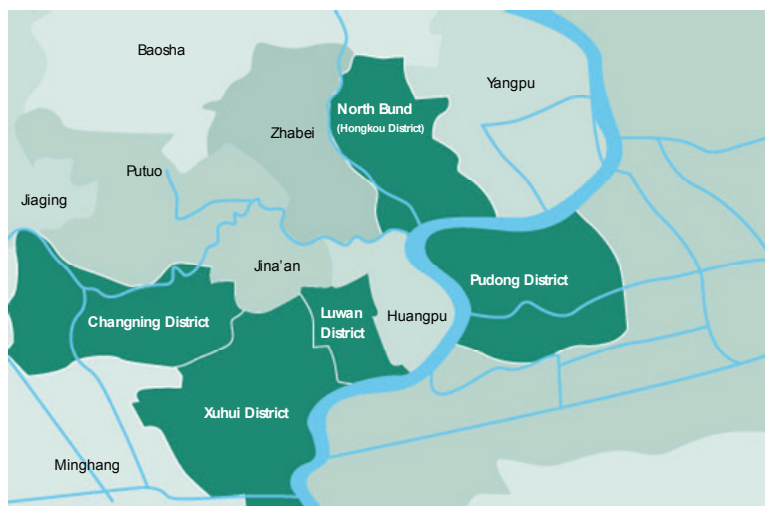 Baosha
Yangpu
North Bund
(Hongkou District)
Zhabei
Putuo
Jiaging
Jina'an
Pudong District
Changning District
Luwan
District
Huangpu
Xuhui District
Minghang